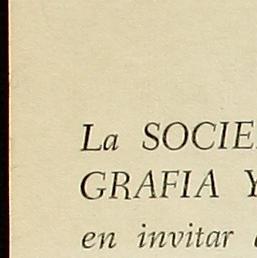 La SOCIE
GRAFIA Y
en invitar